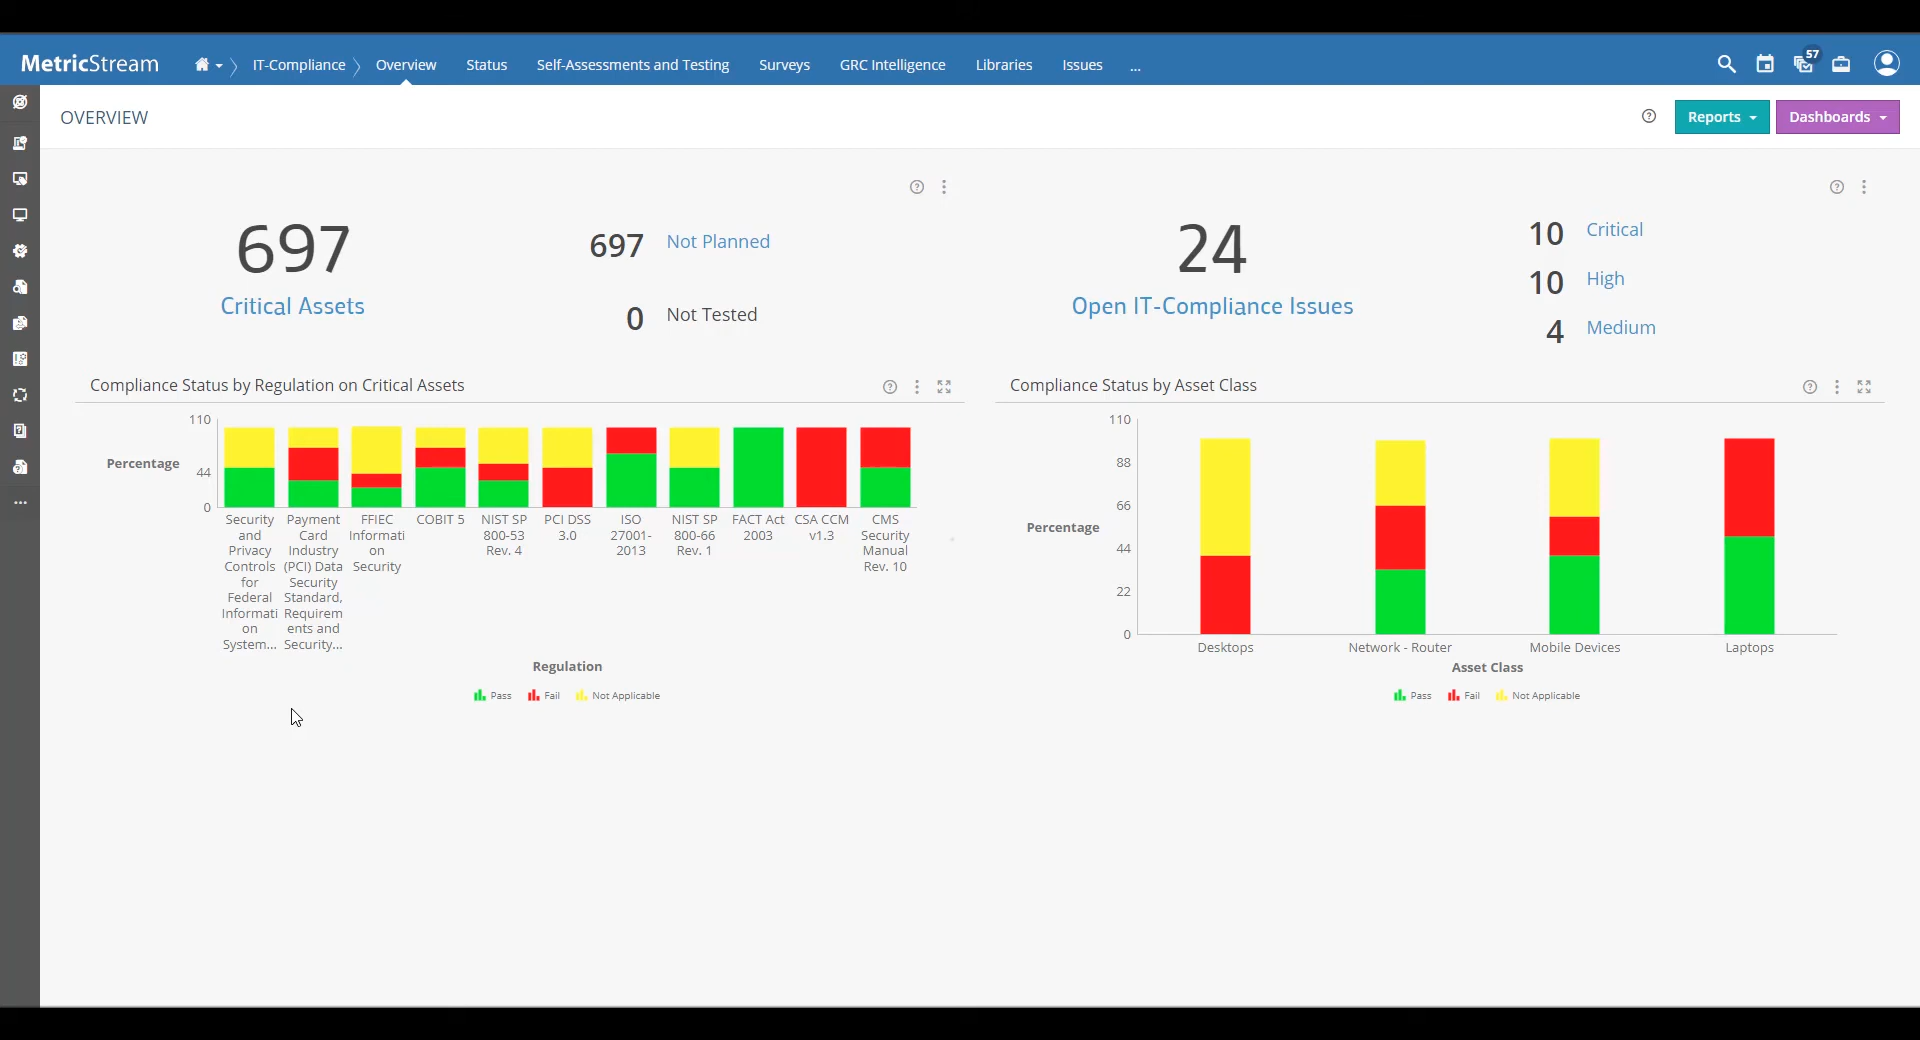 MetricStream IT-Compliance Overview Status Self-Assessments and Testing Surveys GRC Intelligence Libraries Issues ... 57
OVERVIEW
Reports
Dashboards
697
Critical Assets
697 Not Planned
0 Not Tested
24
Open IT-Compliance Issues
10 Critical
10 High
4 Medium
Compliance Status by Regulation on Critical Assets
110
Percentage
44
0
Security
and
Privacy
Controls
for
Federal
Informati
on
System...
Payment
Card
Industry
(PCI) Data
Security
Standard,
Requirem
ents and
Security...
FFIEC
Informati
on
Security
COBIT 5
NIST SP
800-53
Rev. 4
PCI DSS
3.0
ISO
27001-
2013
NIST SP
800-66
Rev. 1
FACT Act
2003
CSA CCM
v1.3
CMS
Security
Manual
Rev. 10
Regulation
Pass Fail Not Applicable
Compliance Status by Asset Class
110
88
66
Percentage
44
22
0
Desktops Network - Router Mobile Devices Laptops
Asset Class
Pass Fail Not Applicable